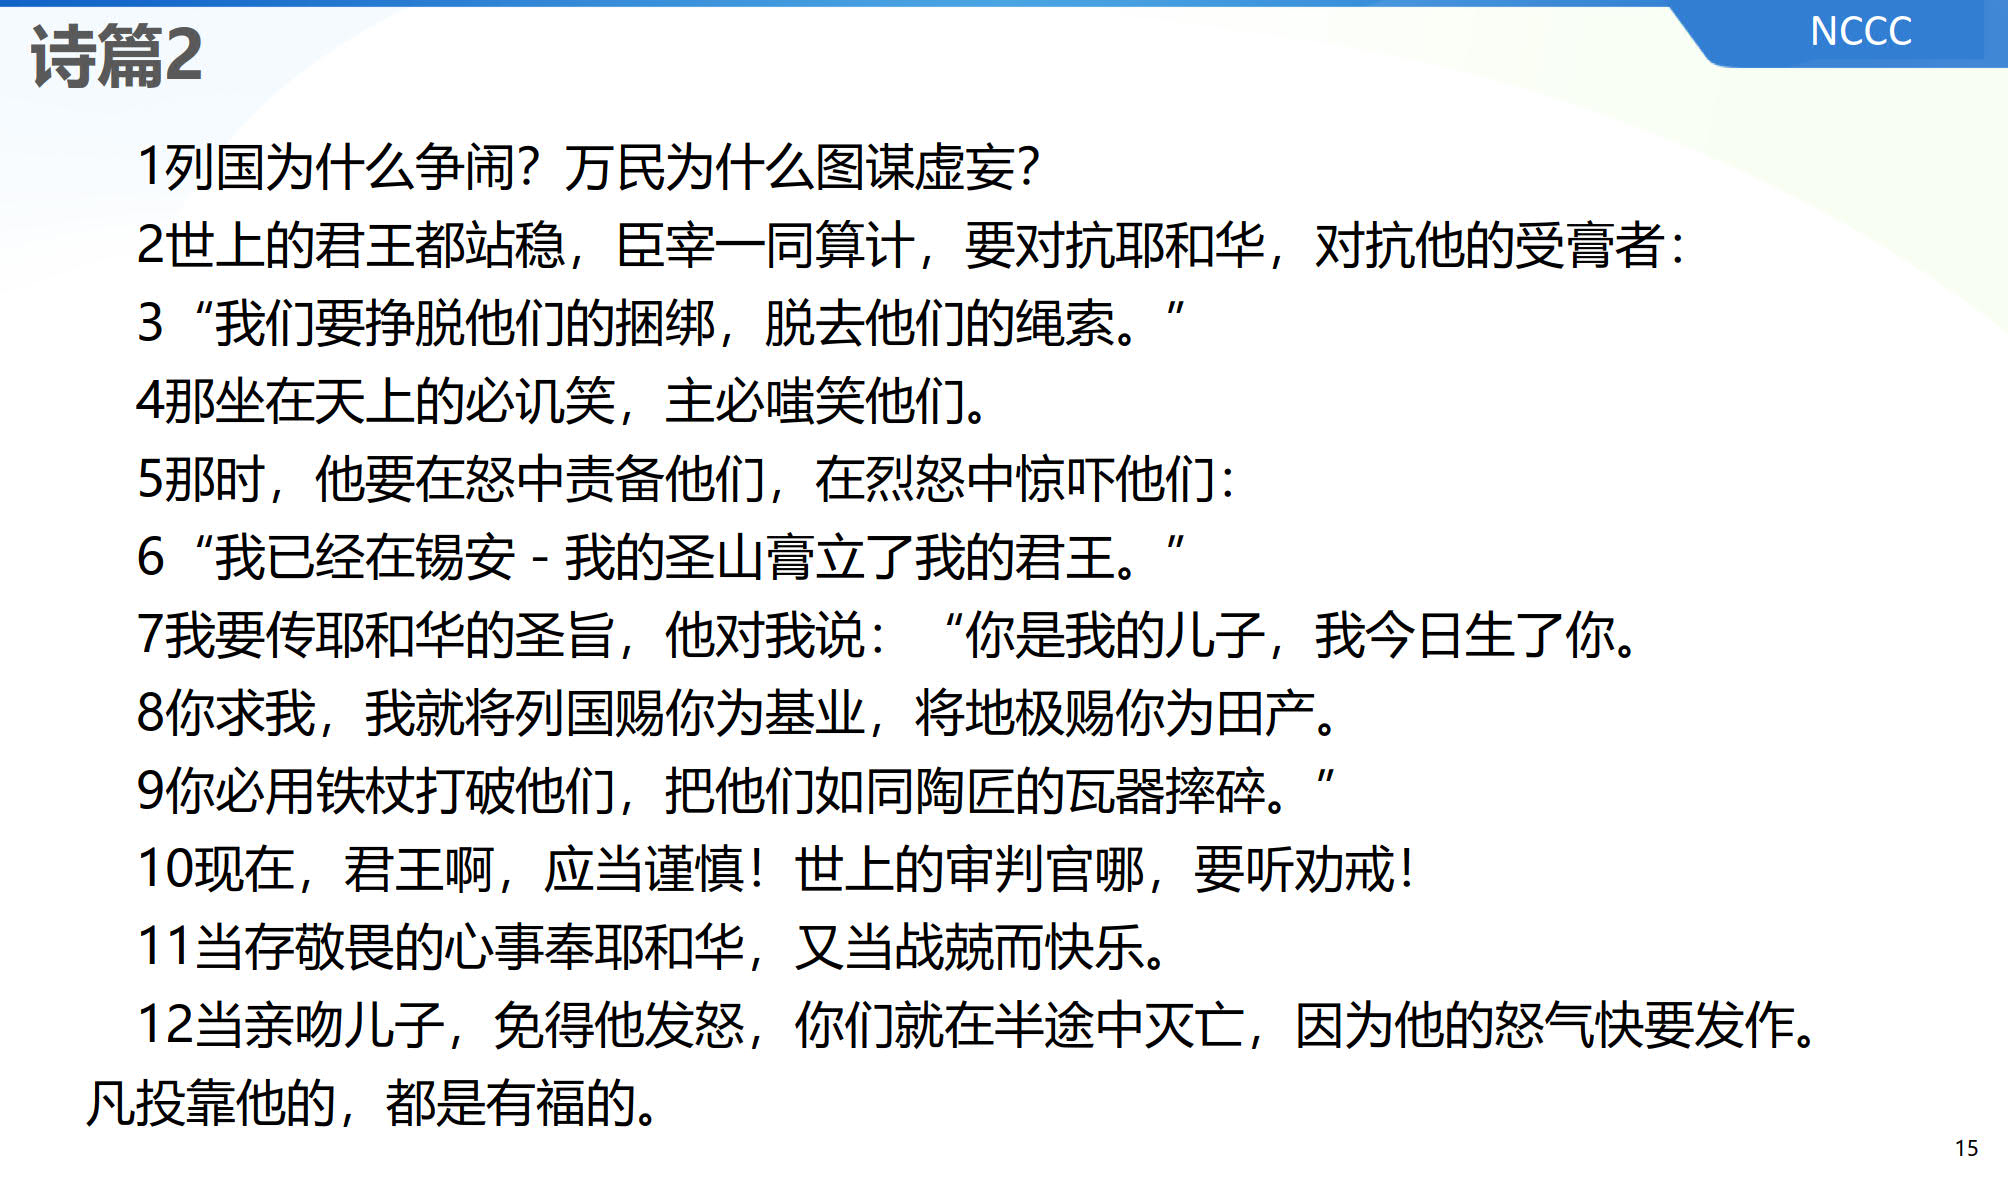 诗篇2
NCCC
1列国为什么争闹？万民为什么图谋虚妄？
2世上的君王都站稳，臣宰一同算计，要对抗耶和华，对抗他的受膏者：
3“我们要挣脱他们的捆绑，脱去他们的绳索。”
4那坐在天上的必讥笑，主必嗤笑他们。
5那时，他要在怒中责备他们，在烈怒中惊吓他们：
6“我已经在锡安－我的圣山膏立了我的君王。”
7我要传耶和华的圣旨，他对我说：“你是我的儿子，我今日生了你。
8你求我，我就将列国赐你为基业，将地极赐你为田产。
9你必用铁杖打破他们，把他们如同陶匠的瓦器摔碎。”
10现在，君王啊，应当谨慎！世上的审判官哪，要听劝戒！
11当存敬畏的心事奉耶和华，又当战兢而快乐。
12当亲吻儿子，免得他发怒，你们就在半途中灭亡，因为他的怒气快要发作。
凡投靠他的，都是有福的。
15